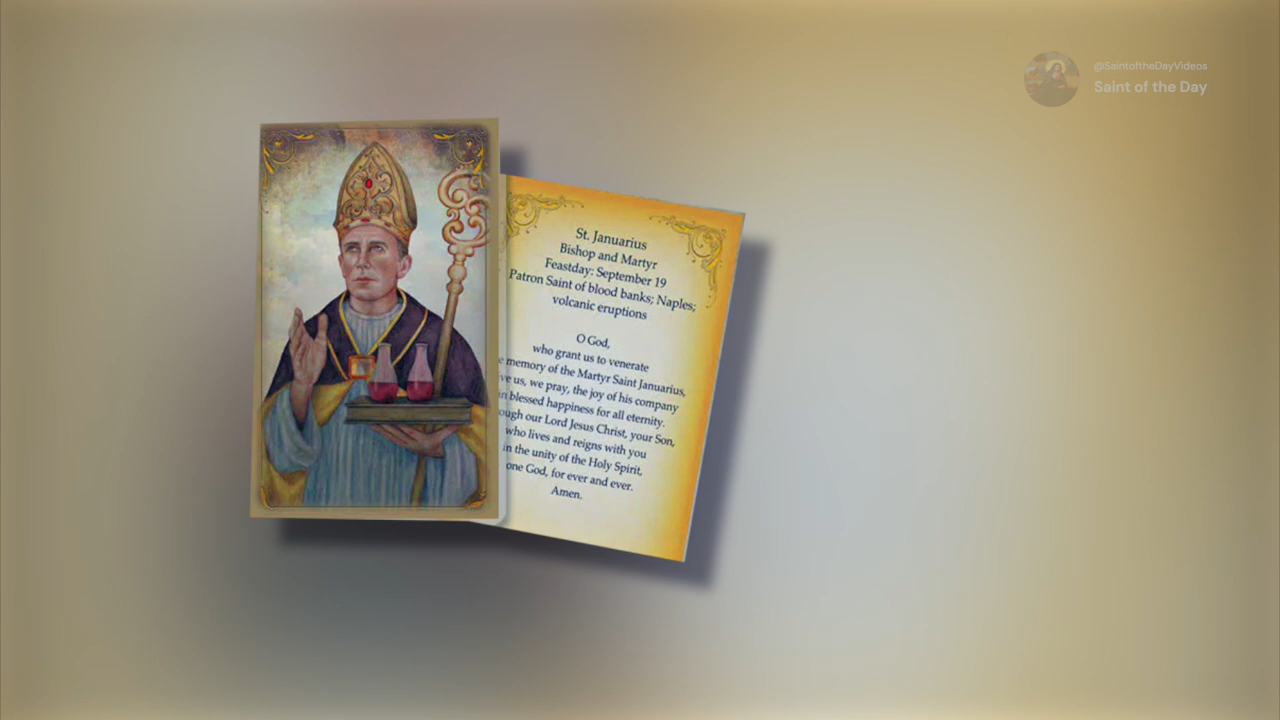 @SaintoftheDayVideos
Saint of the Day
St. Januarius
Bishop and Martyr
Feastday: September 19
Patron Saint of blood banks; Naples;
volcanic eruptions
O God,
who grant us to venerate
memory of the Martyr Saint Januarius,
us, we pray, the joy of his company
blessed happiness for all eternity.
our Lord Jesus Christ, your Son,
who lives and reigns with you
in the unity of the Holy Spirit,
one God, for ever and ever.
Amen.